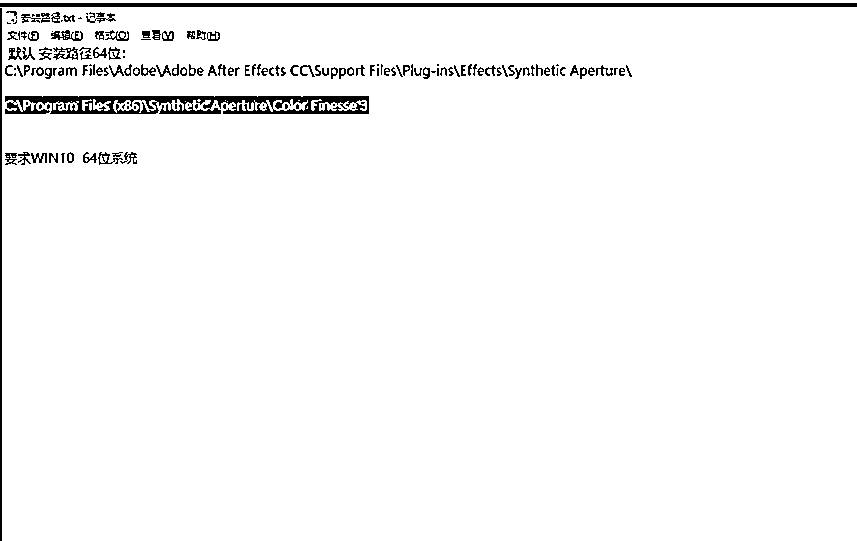 安装路径.txt - 记事本
文件(F) 编辑(E) 格式(O) 查看(V) 帮助(H)
默认 安装路径64位:
C:\Program Files\Adobe\Adobe After Effects CC\Support Files\Plug-ins\Effects\Synthetic Aperture\
C:\Program Files (x86)\Synthetic Aperture\Color Finesse 3
要求WIN10 64位系统